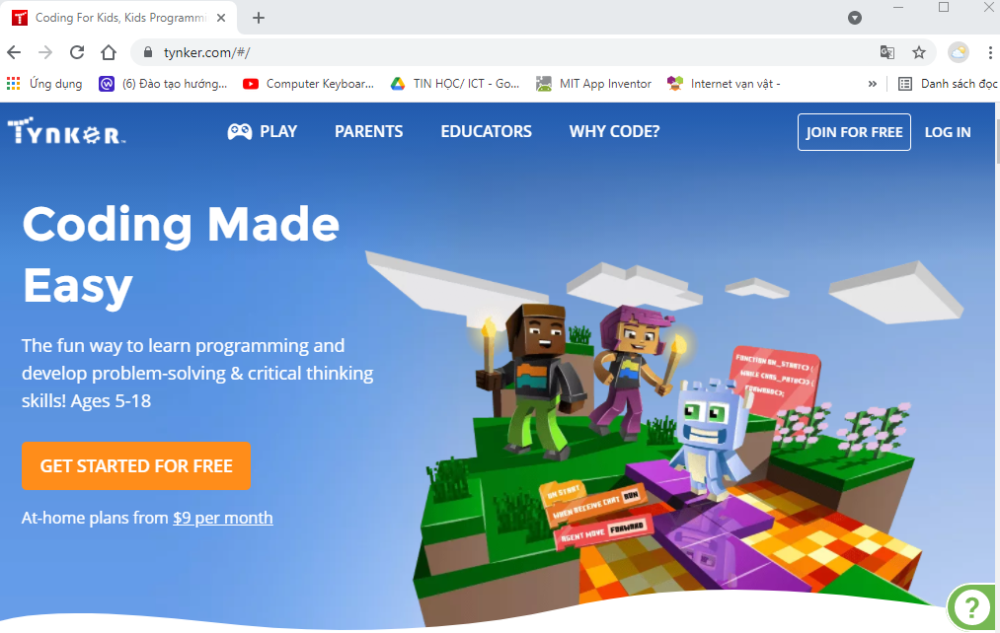 Coding For Kids, Kids Programmi
tynker.com/#/
Ứng dụng (6) Đào tạo hướng... Computer Keyboar... TIN HỌC/ ICT - Go... MIT App Inventor Internet vạn vật - » Danh sách đọc
TYNKER
PLAY PARENTS EDUCATORS WHY CODE? JOIN FOR FREE LOG IN
Coding Made
Easy
The fun way to learn programming and
develop problem-solving & critical thinking
skills! Ages 5-18
GET STARTED FOR FREE
At-home plans from $9 per month
FUNCTION ON_START() {
WHILE (HAS_PATH()) {
FORWARD();
ON START
WHEN RECEIVE CHAT RUN
AGENT MOVE FORWARD
?